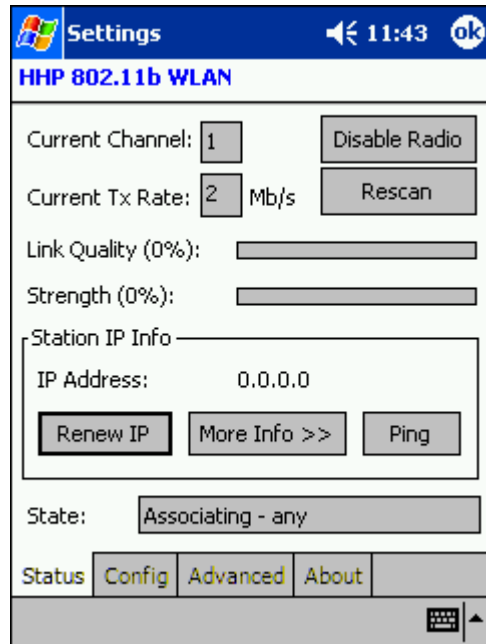 Settings 11:43 ok
HHP 802.11b WLAN
Current Channel: 1 Disable Radio
Current Tx Rate: 2 Mb/s Rescan
Link Quality (0%):
Strength (0%):
Station IP Info
IP Address: 0.0.0.0
Renew IP More Info >> Ping
State: Associating - any
Status Config Advanced About